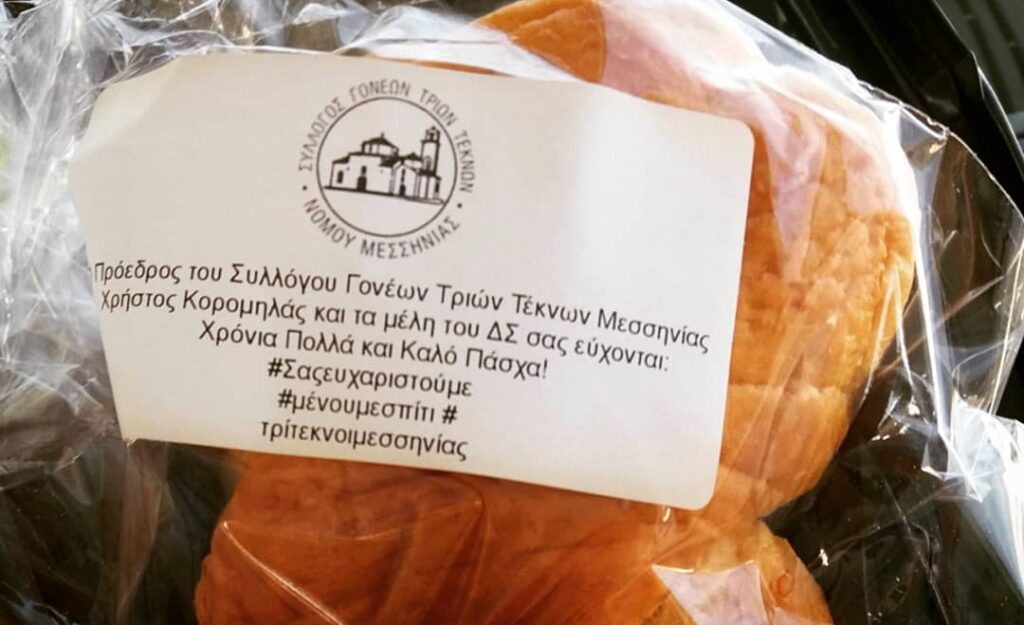 ΣΥΛΛΟΓΟΣ ΓΟΝΕΩΝ ΤΡΙΩΝ ΤΕΚΝΩΝ
• ΝΟΜΟΥ ΜΕΣΣΗΝΙΑΣ •
Πρόεδρος του Συλλόγου Γονέων Τριών Τέκνων Μεσσηνίας
Χρήστος Κορομηλάς και τα μέλη του ΔΣ σας εύχονται:
Χρόνια Πολλά και Καλό Πάσχα!
#Σαςευχαριστούμε
#μένουμεσπίτι #
τρίτεκνοιμεσσηνίας